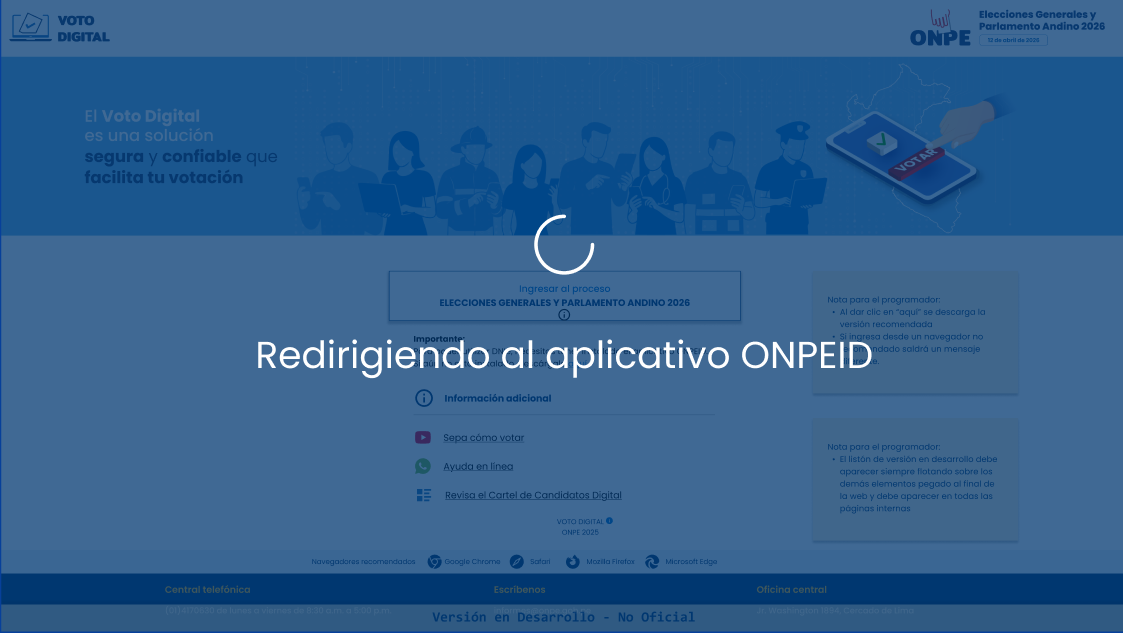 VOTO
DIGITAL
ONPE
Elecciones Generales y
Parlamento Andino 2026
12 de abril de 2026
El Voto Digital
es una solución
segura y confiable que
facilita tu votación
VOTAR
Ingresar al proceso
ELECCIONES GENERALES Y PARLAMENTO ANDINO 2026
Importante:
Redirigiendo al aplicativo ONPEID
Información adicional
Sepa cómo votar
Ayuda en línea
Revisa el Cartel de Candidatos Digital
VOTO DIGITAL
ONPE 2025
Nota para el programador:
• Al dar clic en "aquí" se descarga la
versión recomendada
• Si ingresa desde un navegador no
recomendado saldrá un mensaje
Nota para el programador:
• El listón de versión en desarrollo debe
aparecer siempre flotando sobre los
demás elementos pegado al final de
la web y debe aparecer en todas las
páginas internas
Navegadores recomendados Google Chrome Safari Mozilla Firefox Microsoft Edge
Central telefónica
Escríbenos
Oficina central
Versión en Desarrollo - No Oficial